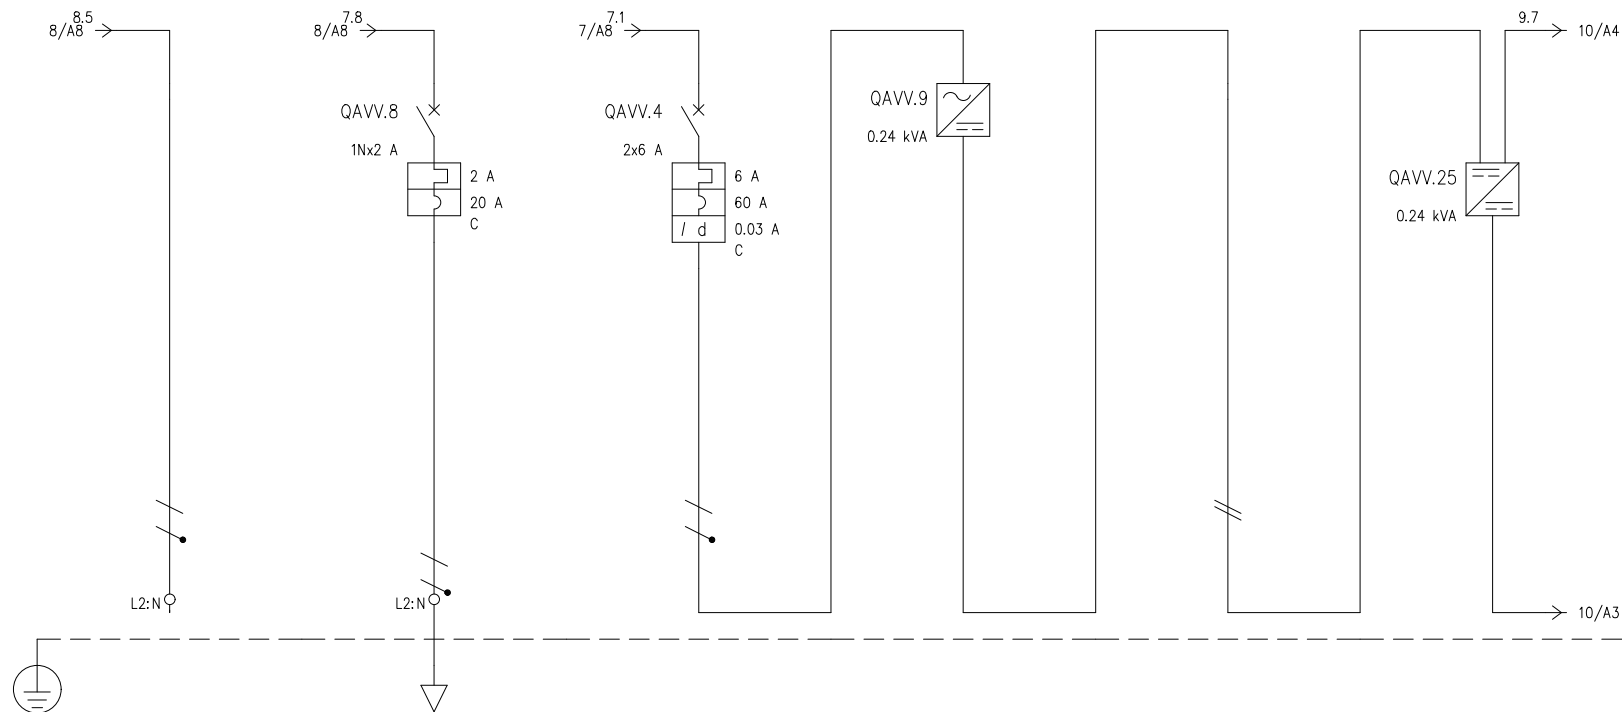 8.5
8/A8
7.8
8/A8
7.1
7/A8
9.7
10/A4
QAVV.8
1Nx2 A
2 A
20 A
C
QAVV.4
2x6 A
6 A
60 A
I d 0.03 A
C
QAVV.9
0.24 kVA
QAVV.25
0.24 kVA
L2:N
L2:N
10/A3